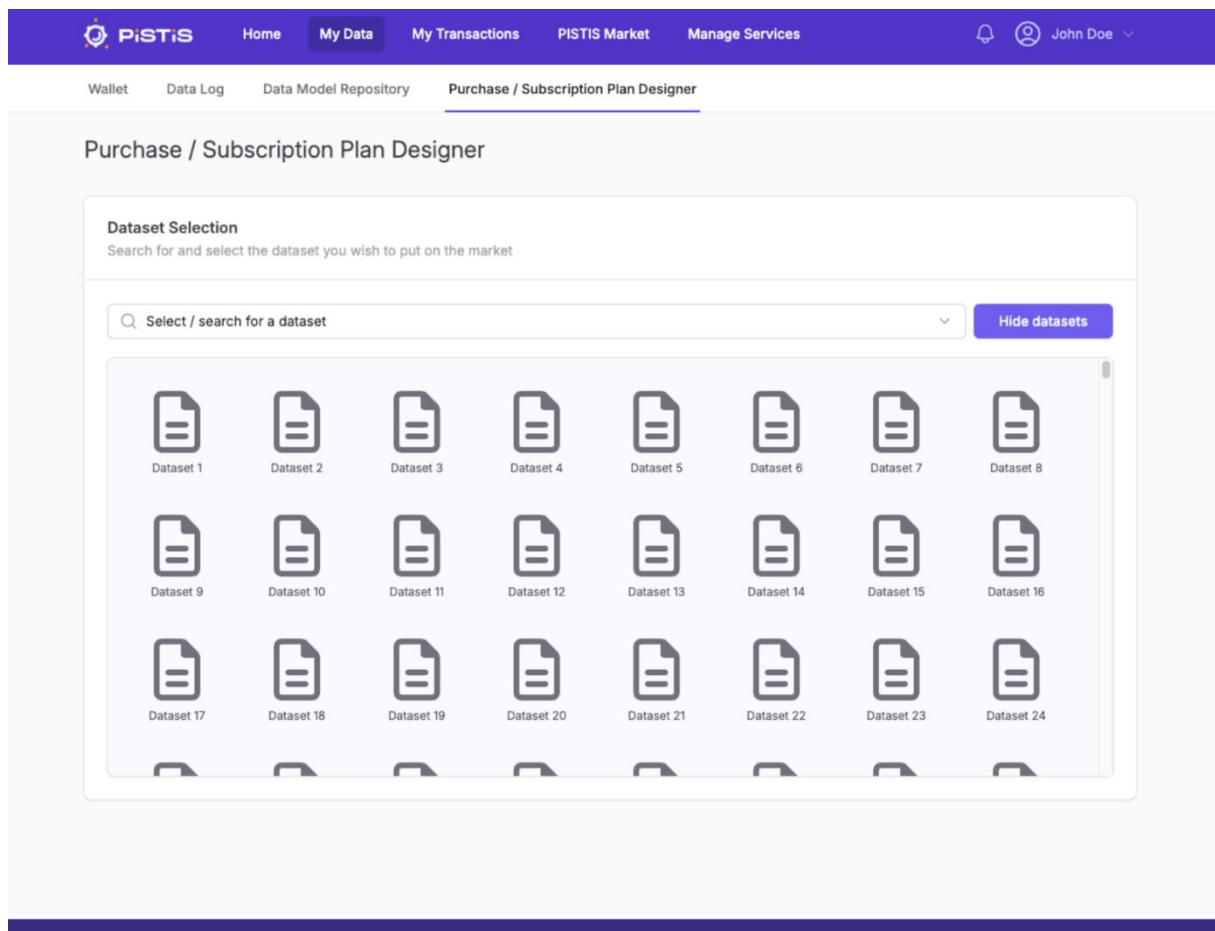 PiSTiS Home My Data My Transactions PISTIS Market Manage Services John Doe
Wallet Data Log Data Model Repository Purchase / Subscription Plan Designer
Purchase / Subscription Plan Designer
Dataset Selection
Search for and select the dataset you wish to put on the market
Select / search for a dataset Hide datasets
Dataset 1 Dataset 2 Dataset 3 Dataset 4 Dataset 5 Dataset 6 Dataset 7 Dataset 8
Dataset 9 Dataset 10 Dataset 11 Dataset 12 Dataset 13 Dataset 14 Dataset 15 Dataset 16
Dataset 17 Dataset 18 Dataset 19 Dataset 20 Dataset 21 Dataset 22 Dataset 23 Dataset 24